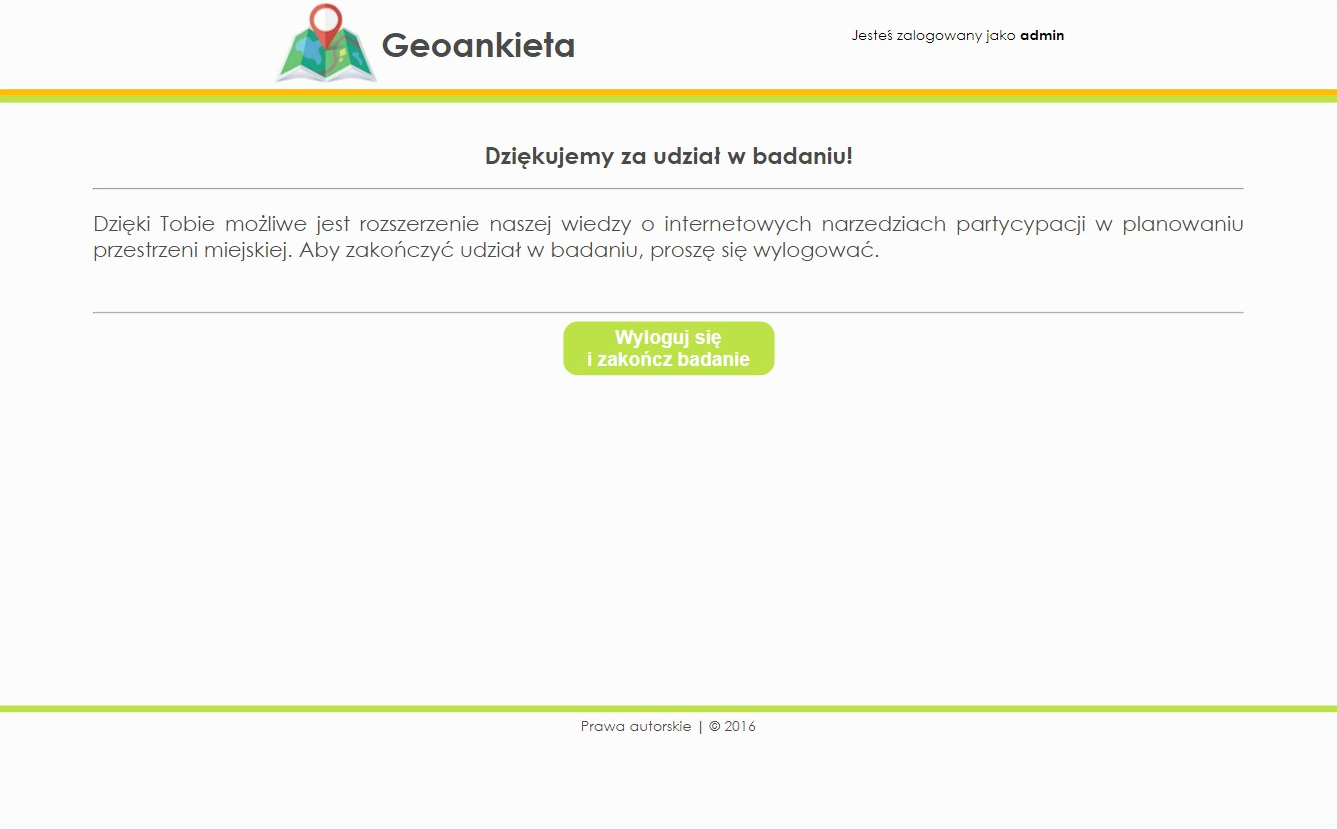 Geoankieta
Jesteś zalogowany jako admin
Dziękujemy za udział w badaniu!
Dzięki Tobie możliwe jest rozszerzenie naszej wiedzy o internetowych narzedziach partycypacji w planowaniu
przestrzeni miejskiej. Aby zakończyć udział w badaniu, proszę się wylogować.
Wyloguj się
i zakończ badanie
Prawa autorskie | © 2016